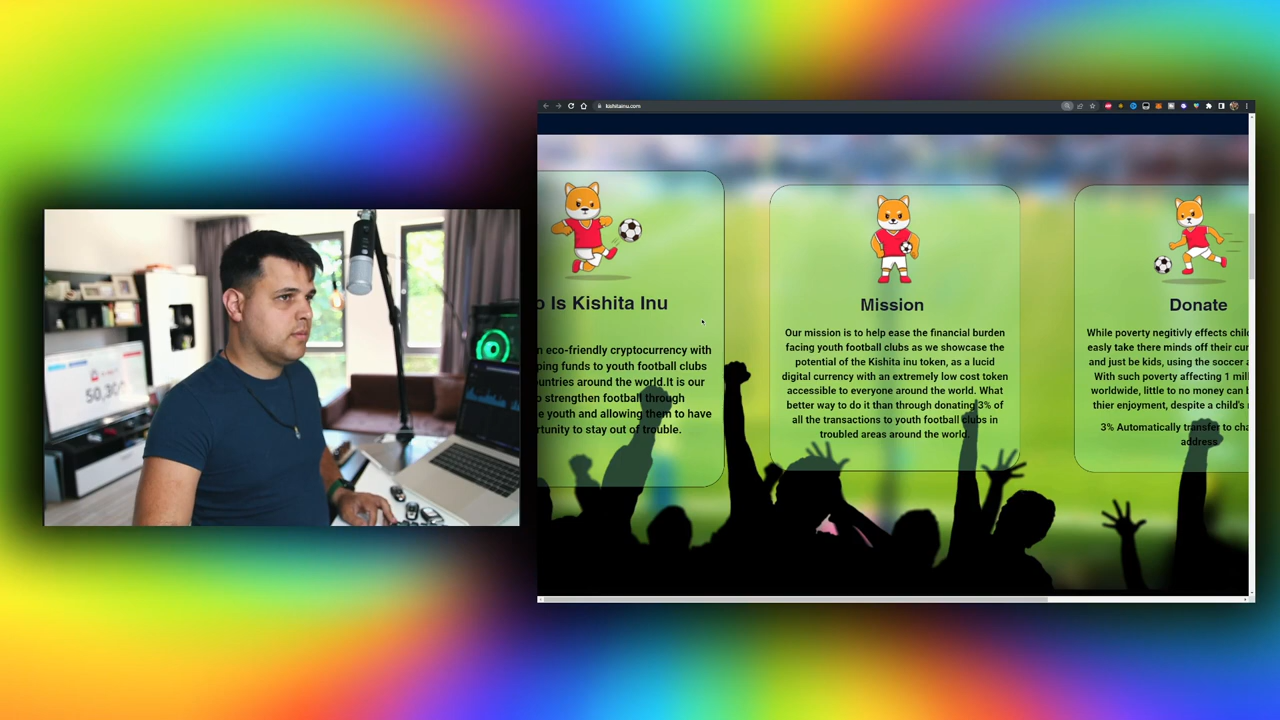 kishitainu.com
o Is Kishita Inu
n eco-friendly cryptocurrency with
ping funds to youth football clubs
ountries around the world.It is our
o strengthen football through
e youth and allowing them to have
rtunity to stay out of trouble.
Mission
Our mission is to help ease the financial burden
facing youth football clubs as we showcase the
potential of the Kishita inu token, as a lucid
digital currency with an extremely low cost token
accessible to everyone around the world. What
better way to do it than through donating 3% of
all the transactions to youth football clubs in
troubled areas around the world.
Donate
While poverty negitivly effects chil
easily take there minds off their cur
and just be kids, using the soccer a
With such poverty affecting 1 mil
worldwide, little to no money can b
thier enjoyment, despite a child's
3% Automatically transfer to cha
address
50,30